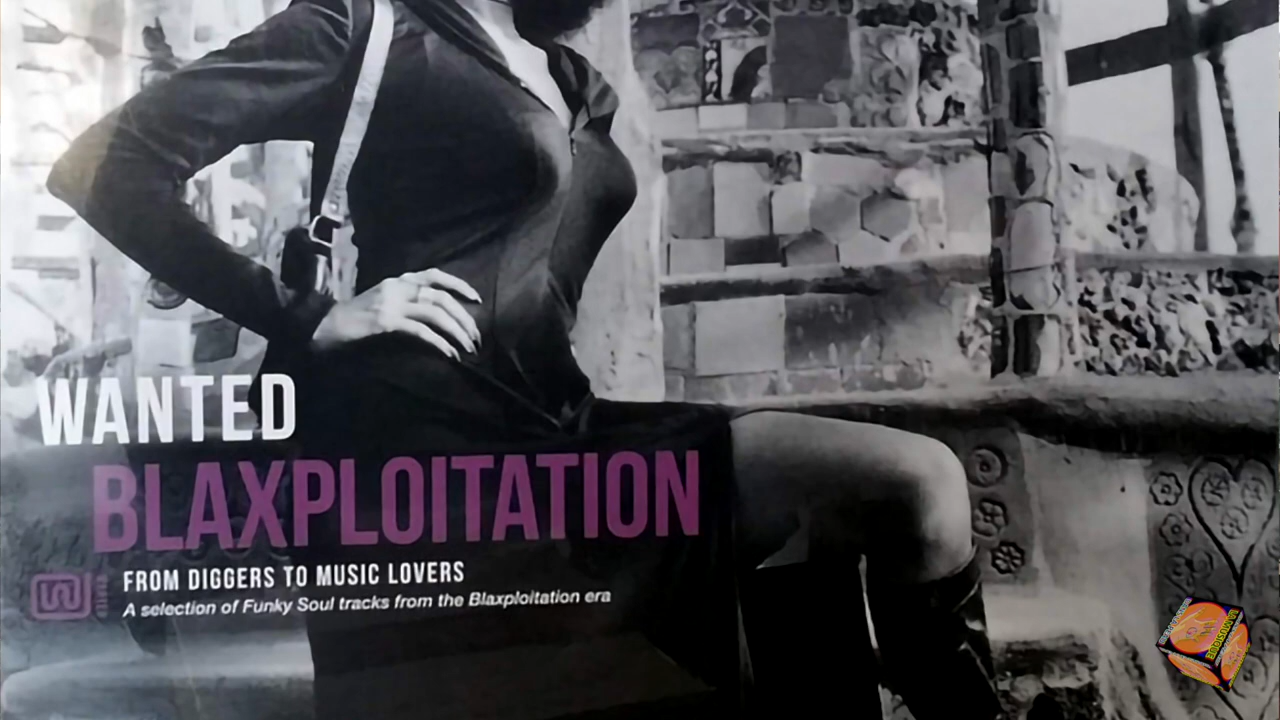 WANTED
BLAXPLOITATION
FROM DIGGERS TO MUSIC LOVERS
A selection of Funky Soul tracks from the Blaxploitation era